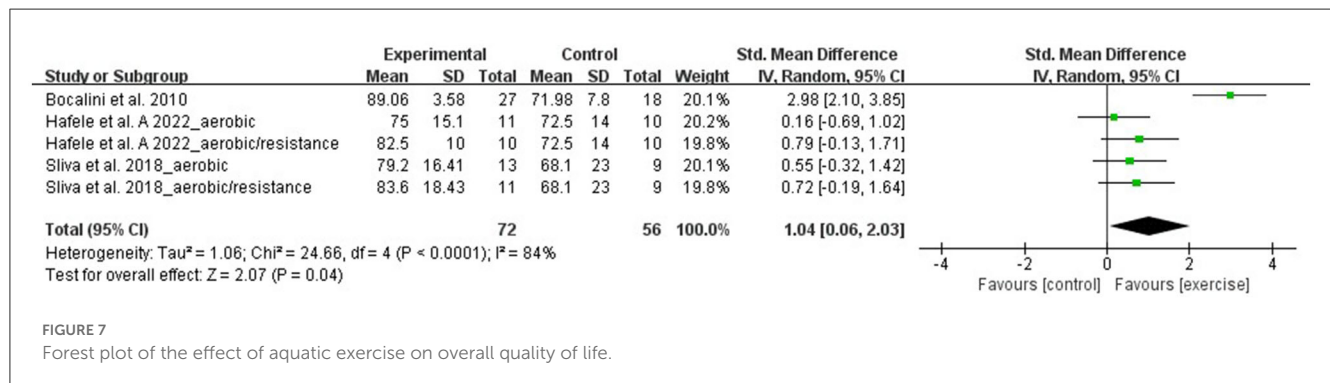 Experimental Control Std. Mean Difference Std. Mean Difference
Study or Subgroup Mean SD Total Mean SD Total Weight IV, Random, 95% CI IV, Random, 95% CI
Bocalini et al. 2010 89.06 3.58 27 71.98 7.8 18 20.1% 2.98 [2.10, 3.85]
Hafele et al. A 2022_aerobic 75 15.1 11 72.5 14 10 20.2% 0.16 [-0.69, 1.02]
Hafele et al. A 2022_aerobic/resistance 82.5 10 10 72.5 14 10 19.8% 0.79 [-0.13, 1.71]
Sliva et al. 2018_aerobic 79.2 16.41 13 68.1 23 9 20.1% 0.55 [-0.32, 1.42]
Sliva et al. 2018_aerobic/resistance 83.6 18.43 11 68.1 23 9 19.8% 0.72 [-0.19, 1.64]
Total (95% CI) 72 56 100.0% 1.04 [0.06, 2.03]
Heterogeneity: Tau² = 1.06; Chi² = 24.66, df = 4 (P < 0.0001); I² = 84%
Test for overall effect: Z = 2.07 (P = 0.04)
-4 -2 0 2 4
Favours [control] Favours [exercise]
FIGURE 7
Forest plot of the effect of aquatic exercise on overall quality of life.